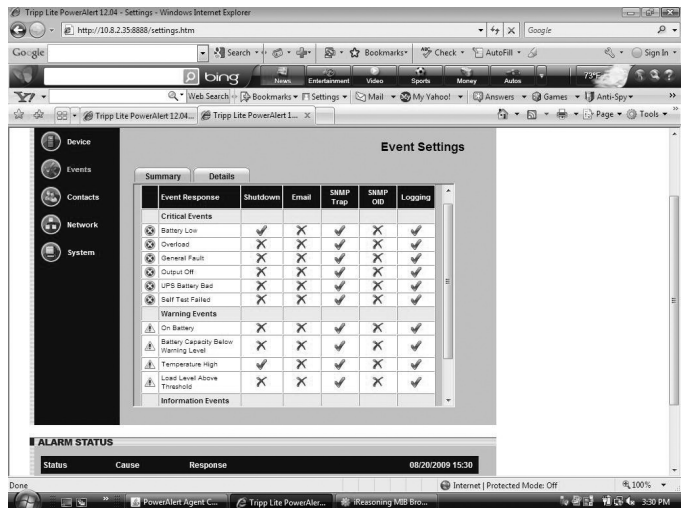 Tripp Lite PowerAlert 12.04 - Settings - Windows Internet Explorer
http://10.8.2.35:8888/settings.htm
Google
Google Search Bookmarks Check AutoFill Sign In
bing News Entertainment Video Sports Money Autos 73°F
Y7 Web Search Bookmarks Settings Mail My Yahoo! Answers Games Anti-Spy
Tripp Lite PowerAlert 12.04... Tripp Lite PowerAlert 1... Page Tools
Device
Events
Contacts
Network
System
Event Settings
Summary Details
Event Response Shutdown Email SNMP Trap SNMP OID Logging
Critical Events
Battery Low
Overload
General Fault
Output Off
UPS Battery Bad
Self Test Failed
Warning Events
On Battery
Battery Capacity Below
Warning Level
Temperature High
Load Level Above
Threshold
Information Events
ALARM STATUS
Status Cause Response 08/20/2009 15:30
Done Internet | Protected Mode: Off 100%
PowerAlert Agent C... Tripp Lite PowerAler... iReasoning MIB Bro... 3:30 PM